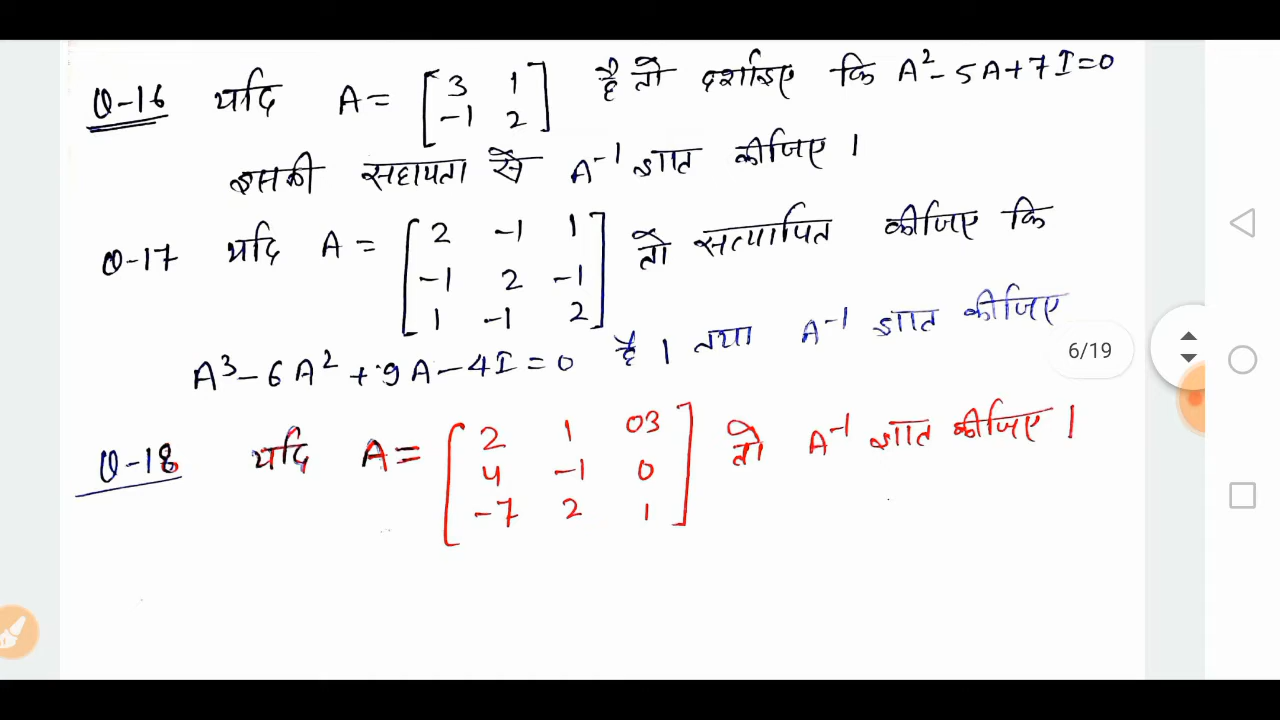 Q-16 यदि A = [3 1 है तो दर्शाइए कि A² - 5A + 7I = 0
-1 2]
इसकी सहायता से A⁻¹ ज्ञात कीजिए।
Q-17 यदि A = [2 -1 1 तो सत्यापित कीजिए कि
-1 2 -1
1 -1 2]
A³ - 6A² + 9A - 4I = 0 है। तथा A⁻¹ ज्ञात कीजिए
6/19
Q-18 यदि A = [2 1 03 तो A⁻¹ ज्ञात कीजिए।
4 -1 0
-7 2 1]